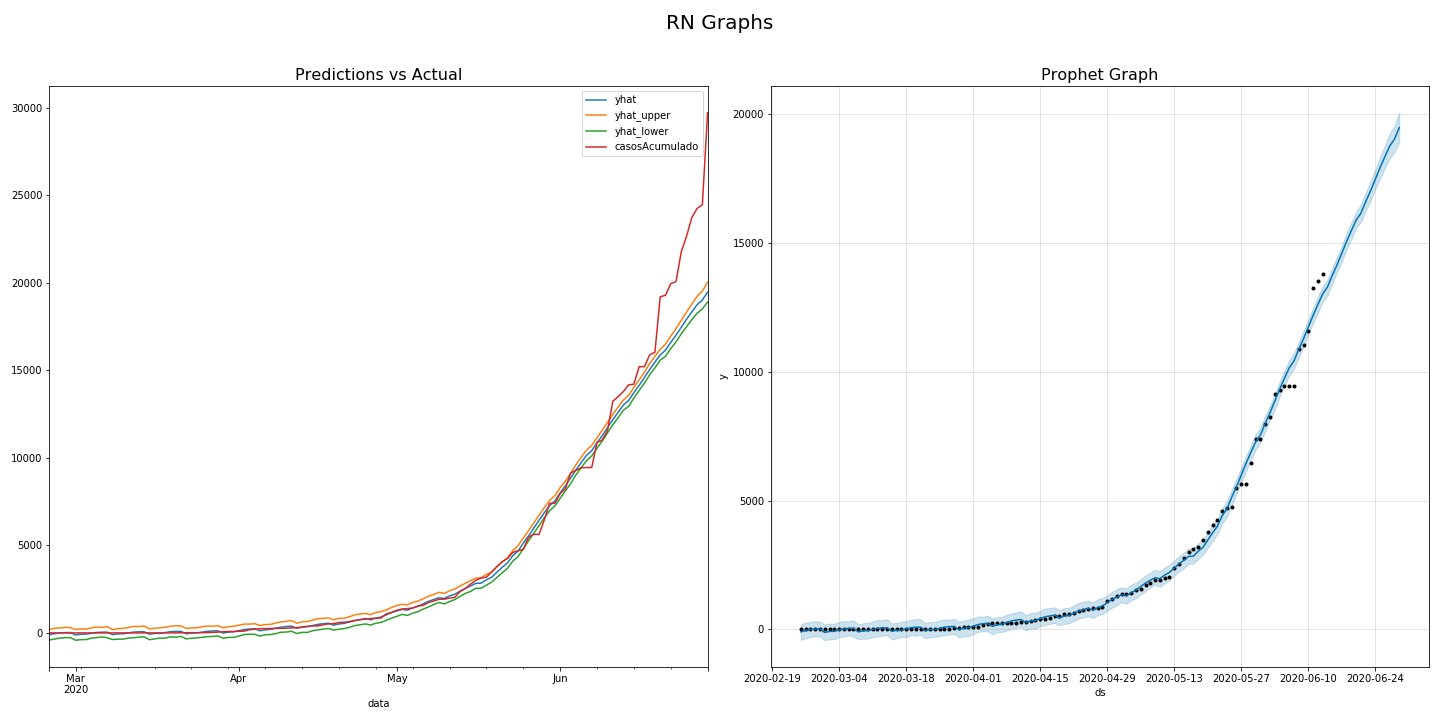 RN Graphs
Predictions vs Actual
30000
25000
20000
15000
10000
5000
0
yhat
yhat_upper
yhat_lower
casosAcumulado
Mar
2020
Apr
May
Jun
data
Prophet Graph
20000
15000
10000
5000
0
y
2020-02-19
2020-03-04
2020-03-18
2020-04-01
2020-04-15
2020-04-29
2020-05-13
2020-05-27
2020-06-10
2020-06-24
ds